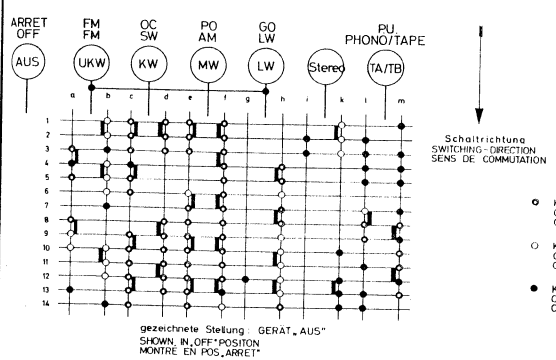 ARRET
OFF
FM
FM
OC
SW
PO
AM
GO
LW
PU
PHONO/TAPE
AUS
UKW
KW
MW
LW
Stereo
TA/TB
a b c d e f g h i k l m
1
2
3
4
5
6
7
8
9
10
11
12
13
14
Schaltrichtung
SWITCHING-DIRECTION
SENS DE COMMUTATION
K
K
K
gezeichnete Stellung: GERÄT „AUS"
SHOWN IN „OFF" POSITON
MONTRÉ EN POS „ARRET"